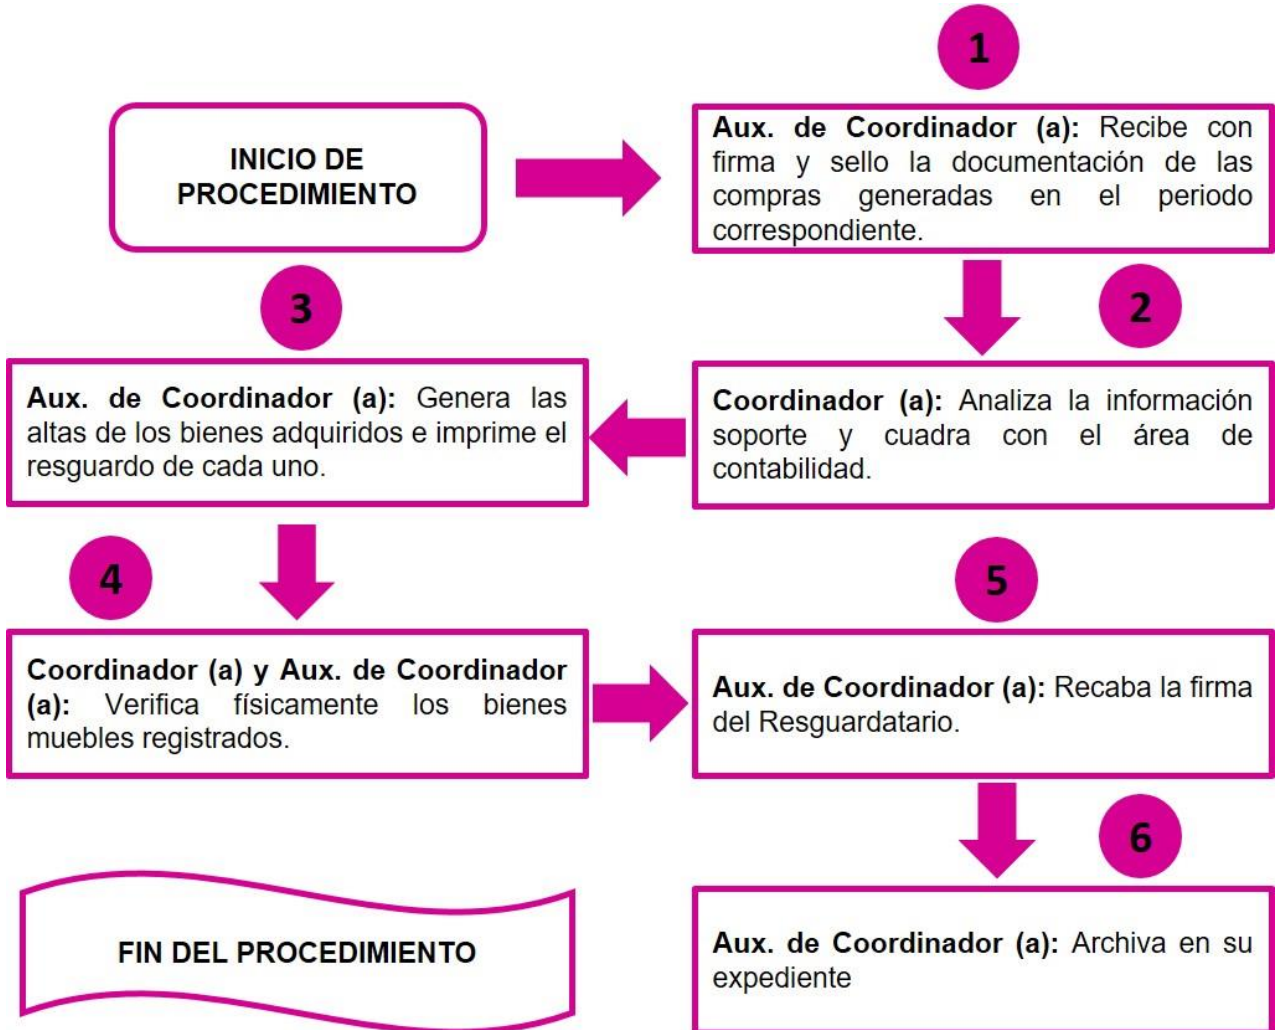 1
INICIO DE
PROCEDIMIENTO
Aux. de Coordinador (a): Recibe con
firma y sello la documentación de las
compras generadas en el periodo
correspondiente.
2
Coordinador (a): Analiza la información
soporte y cuadra con el área de
contabilidad.
3
Aux. de Coordinador (a): Genera las
altas de los bienes adquiridos e imprime el
resguardo de cada uno.
4
Coordinador (a) y Aux. de Coordinador
(a): Verifica físicamente los bienes
muebles registrados.
5
Aux. de Coordinador (a): Recaba la firma
del Resguardatario.
6
Aux. de Coordinador (a): Archiva en su
expediente
FIN DEL PROCEDIMIENTO